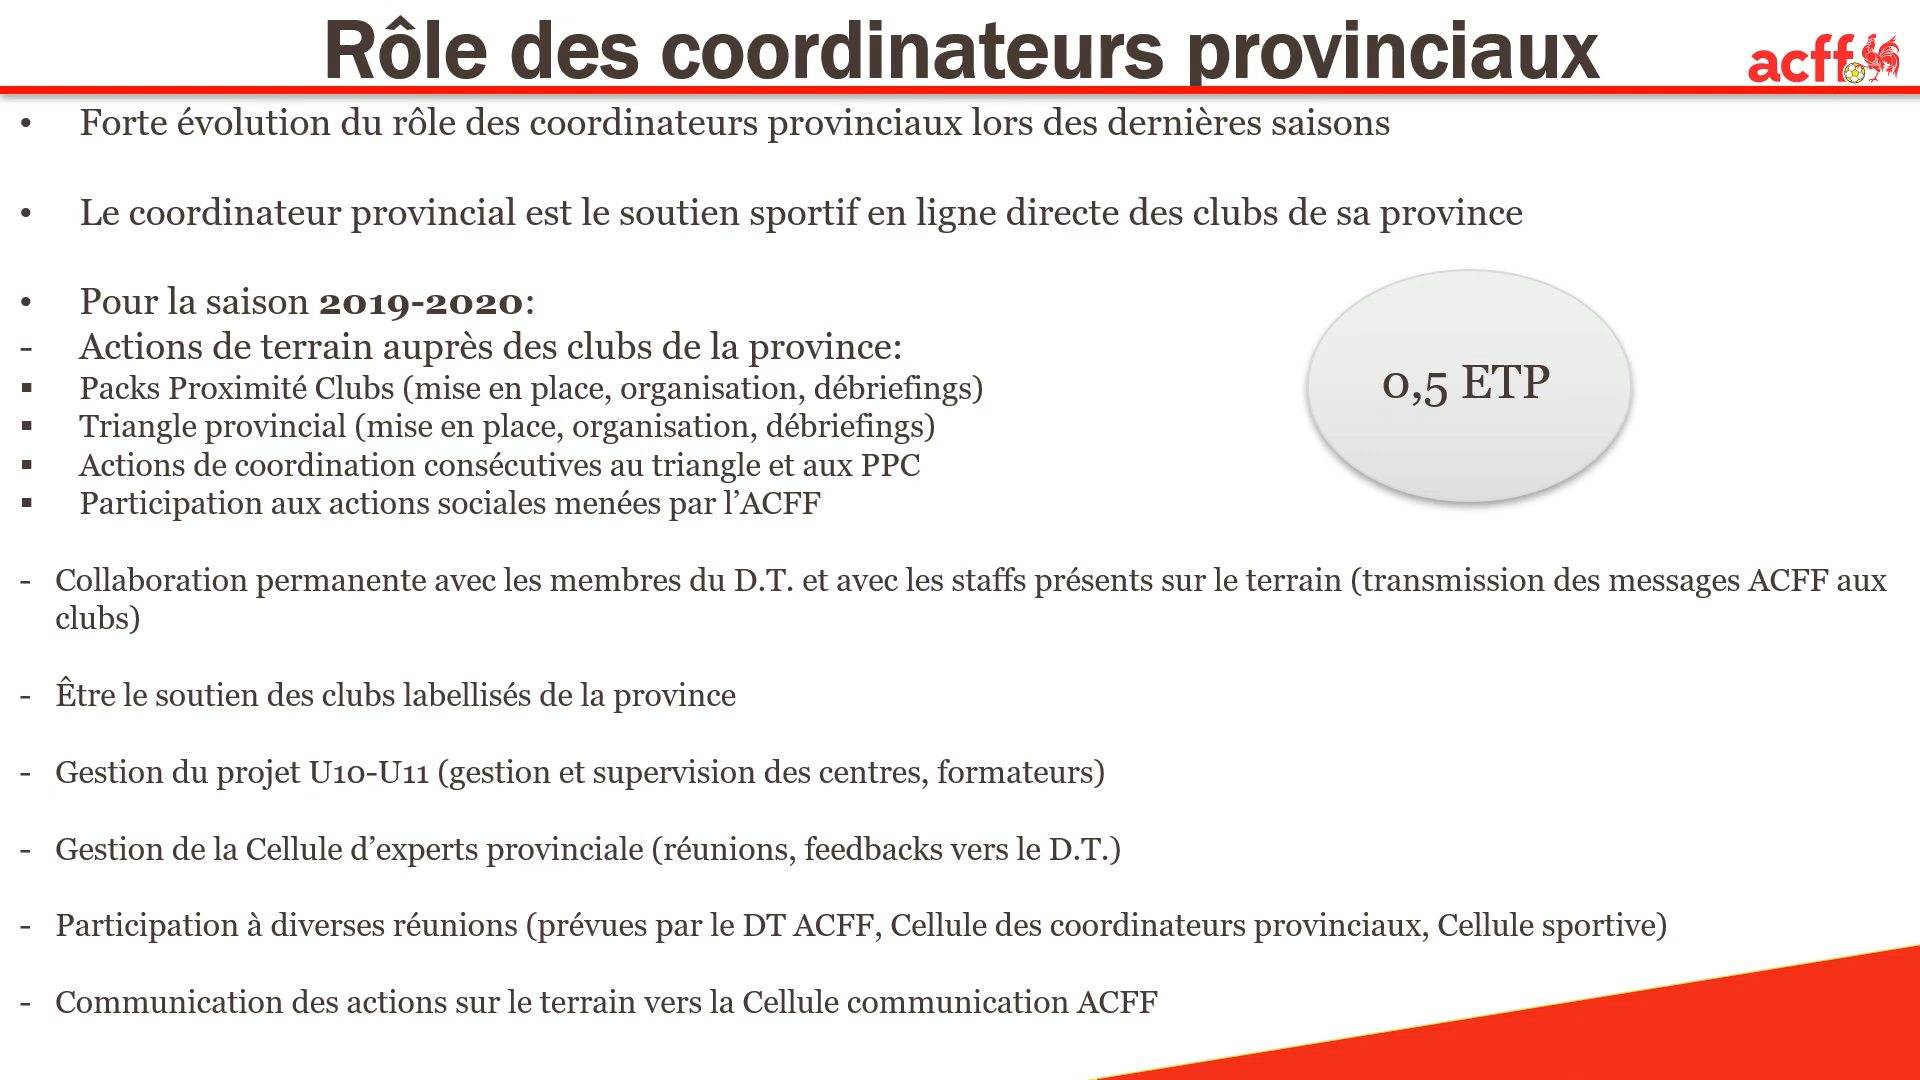 Rôle des coordinateurs provinciaux
acff
• Forte évolution du rôle des coordinateurs provinciaux lors des dernières saisons
• Le coordinateur provincial est le soutien sportif en ligne directe des clubs de sa province
• Pour la saison 2019-2020:
- Actions de terrain auprès des clubs de la province:
▪ Packs Proximité Clubs (mise en place, organisation, débriefings)
▪ Triangle provincial (mise en place, organisation, débriefings)
▪ Actions de coordination consécutives au triangle et aux PPC
▪ Participation aux actions sociales menées par l’ACFF
0,5 ETP
- Collaboration permanente avec les membres du D.T. et avec les staffs présents sur le terrain (transmission des messages ACFF aux
clubs)
- Être le soutien des clubs labellisés de la province
- Gestion du projet U10-U11 (gestion et supervision des centres, formateurs)
- Gestion de la Cellule d’experts provinciale (réunions, feedbacks vers le D.T.)
- Participation à diverses réunions (prévues par le DT ACFF, Cellule des coordinateurs provinciaux, Cellule sportive)
- Communication des actions sur le terrain vers la Cellule communication ACFF